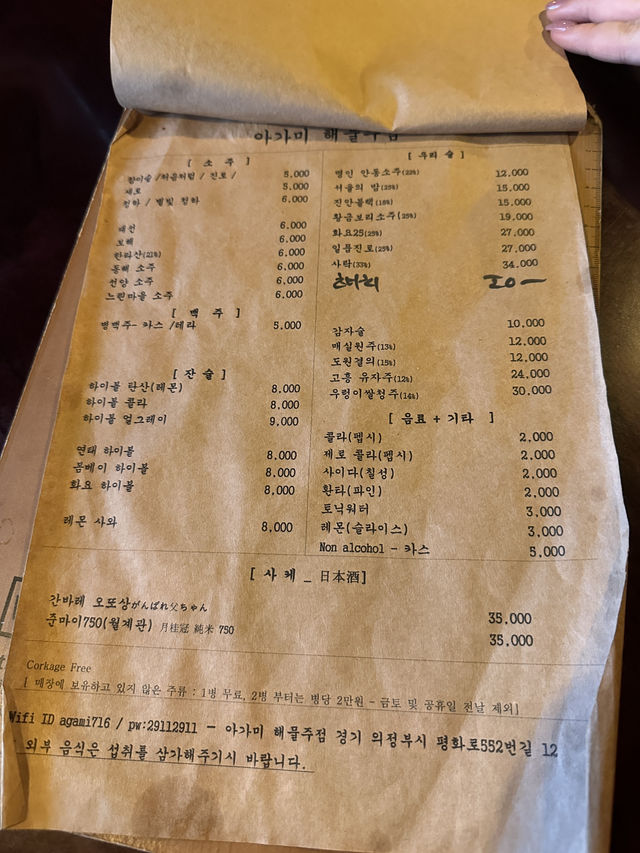 아가미 해물주점
[ 소 주 ]
참이슬 /처음처럼 / 진로 / 5.000
새로 5.000
청하 / 별빛 청하 6.000
대선 6.000
보해 6.000
한라산(21%) 6.000
동해 소주 6.000
선양 소주 6.000
느린마을 소주 6.000
[ 맥 주 ]
병맥주- 카스 /테라 5.000
[ 잔 술 ]
하이볼 탄산(레몬) 8,000
하이볼 콜라 8,000
하이볼 얼그레이 9,000
연태 하이볼 8,000
봄베이 하이볼 8,000
화요 하이볼 8,000
레몬 사와 8,000
[ 우리 술 ]
명인 안동소주(22%) 12.000
서울의 밤(25%) 15,000
진안블랙(18%) 15,000
황금보리소주(25%) 19,000
화요25(25%) 27,000
일품진로(25%) 27,000
사락(33%) 34,000
감자술 10,000
매실원주(13%) 12,000
도원결의(15%) 12,000
고흥 유자주(12%) 24,000
우렁이쌀청주(14%) 30,000
[ 음료 + 기타 ]
콜라(펩시) 2,000
제로 콜라(펩시) 2,000
사이다(칠성) 2,000
환타(파인) 2,000
토닉워터 3,000
레몬(슬라이스) 3,000
Non alcohol - 카스 5,000
[ 사케 _ 日本酒]
간바레 오또상がんばれ父ちゃん 35,000
준마이750(월계관) 月桂冠 純米 750 35,000
Corkage Free
[ 매장에 보유하고 있지 않은 주류 : 1병 무료, 2병 부터는 병당 2만원 - 금토 및 공휴일 전날 제외]
Wifi ID agami716 / pw:29112911 - 아가미 해물주점 경기 의정부시 평화로552번길 12
외부 음식은 섭취를 삼가해주기시 바랍니다.